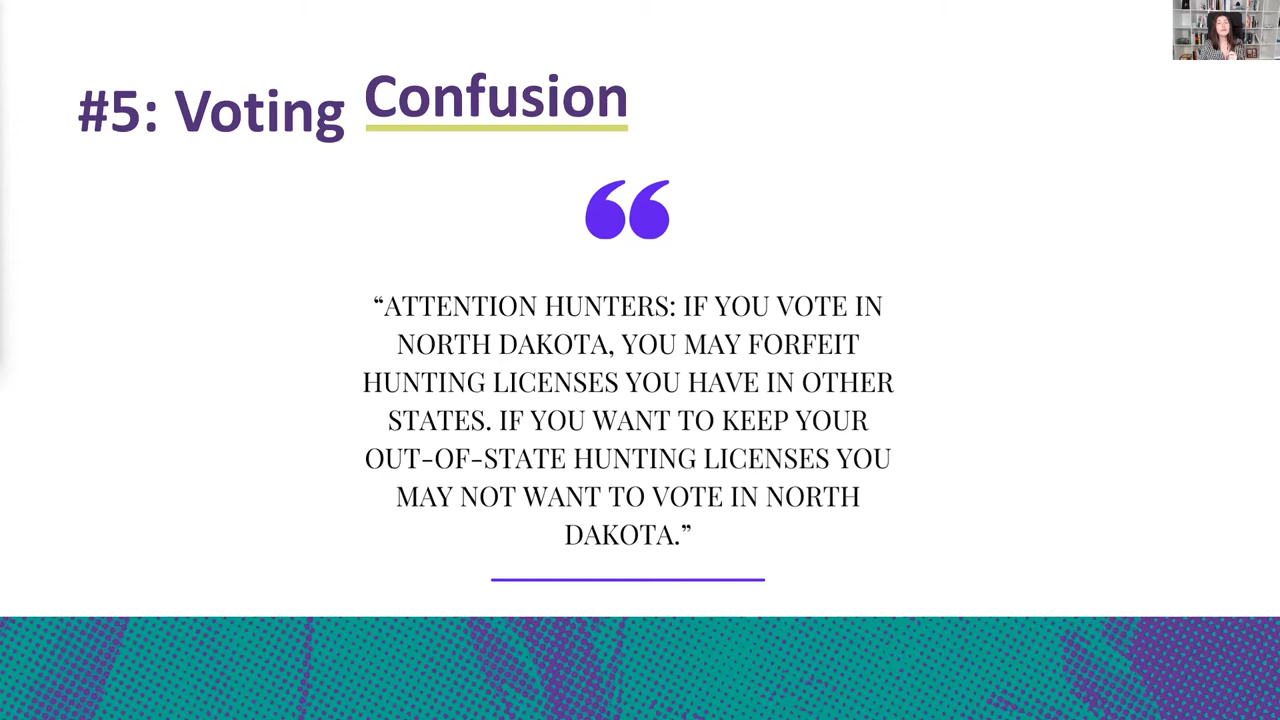 #5: Voting Confusion
“ATTENTION HUNTERS: IF YOU VOTE IN
NORTH DAKOTA, YOU MAY FORFEIT
HUNTING LICENSES YOU HAVE IN OTHER
STATES. IF YOU WANT TO KEEP YOUR
OUT-OF-STATE HUNTING LICENSES YOU
MAY NOT WANT TO VOTE IN NORTH
DAKOTA.”